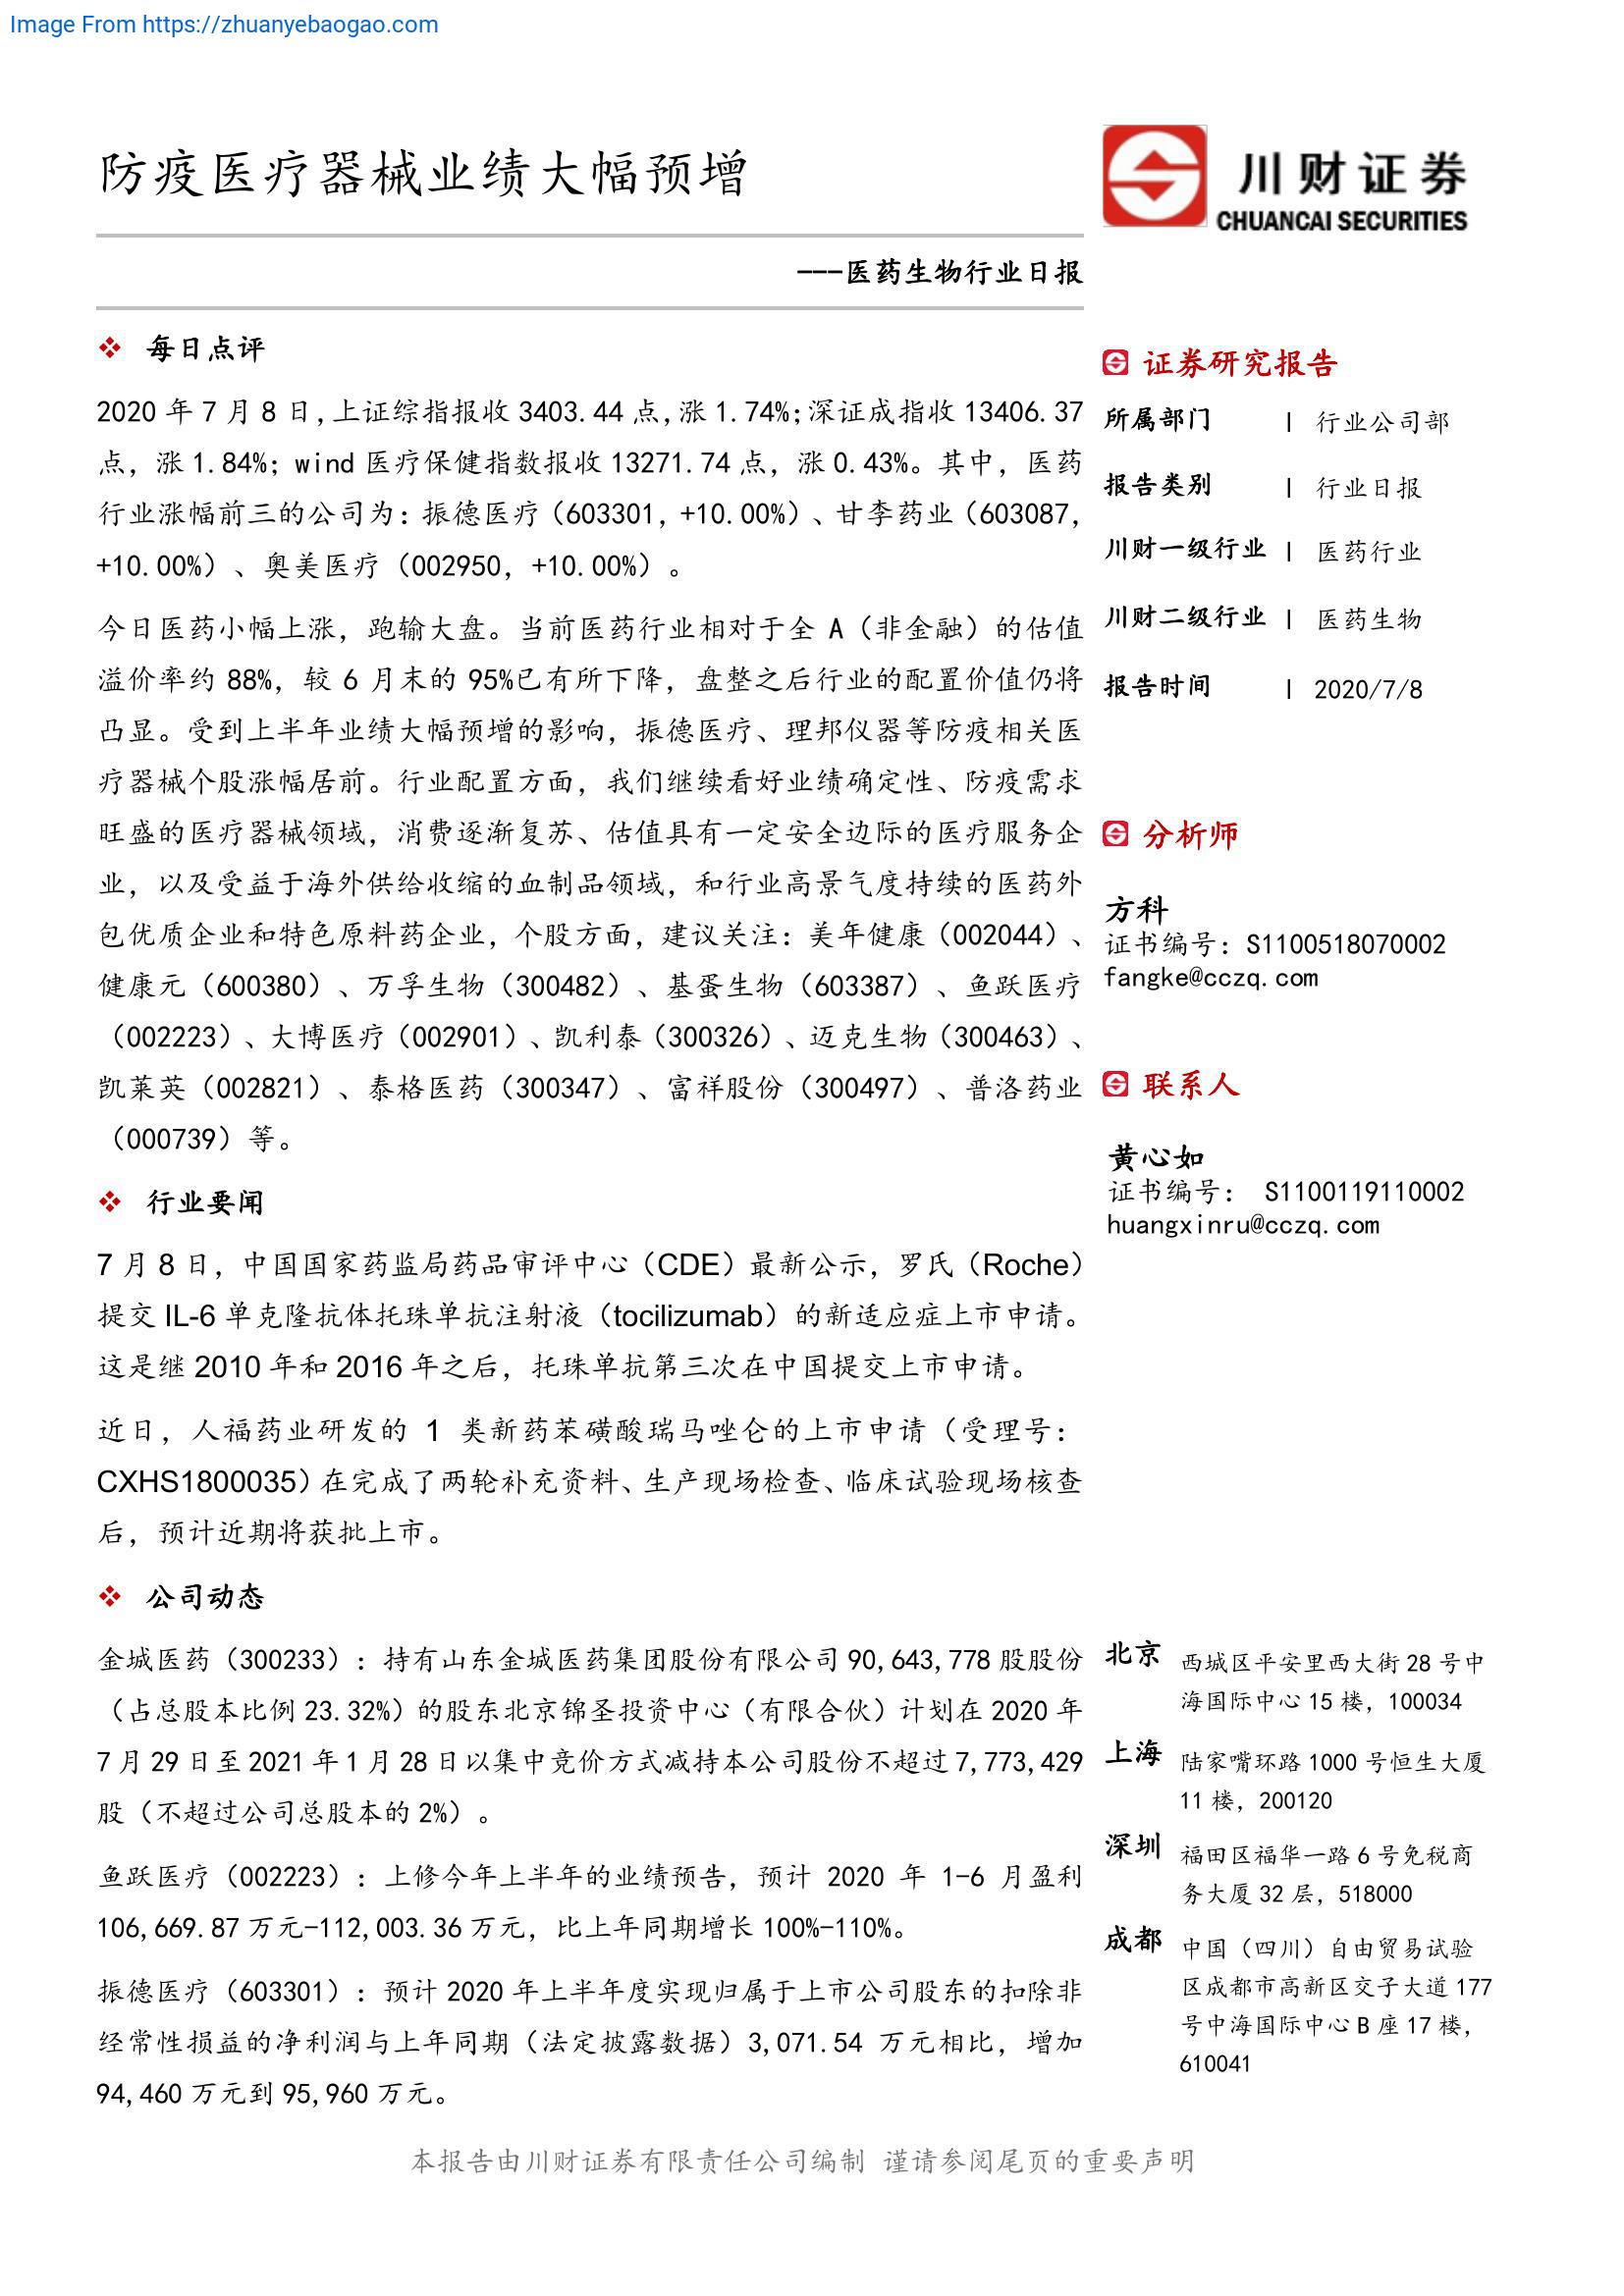 Image From https://zhuanyebaogao.com
防疫医疗器械业绩大幅预增
川财证券
CHUANCAI SECURITIES
---医药生物行业日报
❖ 每日点评
2020 年 7 月 8 日,上证综指报收 3403.44 点,涨 1.74%;深证成指收 13406.37
点，涨 1.84%；wind 医疗保健指数报收 13271.74 点，涨 0.43%。其中，医药
行业涨幅前三的公司为：振德医疗（603301，+10.00%）、甘李药业（603087，
+10.00%）、奥美医疗（002950，+10.00%）。
今日医药小幅上涨，跑输大盘。当前医药行业相对于全 A（非金融）的估值
溢价率约 88%，较 6 月末的 95%已有所下降，盘整之后行业的配置价值仍将
凸显。受到上半年业绩大幅预增的影响，振德医疗、理邦仪器等防疫相关医
疗器械个股涨幅居前。行业配置方面，我们继续看好业绩确定性、防疫需求
旺盛的医疗器械领域，消费逐渐复苏、估值具有一定安全边际的医疗服务企
业，以及受益于海外供给收缩的血制品领域，和行业高景气度持续的医药外
包优质企业和特色原料药企业，个股方面，建议关注：美年健康（002044）、
健康元（600380）、万孚生物（300482）、基蛋生物（603387）、鱼跃医疗
（002223）、大博医疗（002901）、凯利泰（300326）、迈克生物（300463）、
凯莱英（002821）、泰格医药（300347）、富祥股份（300497）、普洛药业
（000739）等。
❖ 行业要闻
7 月 8 日，中国国家药监局药品审评中心（CDE）最新公示，罗氏（Roche）
提交 IL-6 单克隆抗体托珠单抗注射液（tocilizumab）的新适应症上市申请。
这是继 2010 年和 2016 年之后，托珠单抗第三次在中国提交上市申请。
近日，人福药业研发的 1 类新药苯磺酸瑞马唑仑的上市申请（受理号：
CXHS1800035）在完成了两轮补充资料、生产现场检查、临床试验现场核查
后，预计近期将获批上市。
❖ 公司动态
金城医药（300233）：持有山东金城医药集团股份有限公司 90,643,778 股股份
（占总股本比例 23.32%）的股东北京锦圣投资中心（有限合伙）计划在 2020 年
7 月 29 日至 2021 年 1 月 28 日以集中竞价方式减持本公司股份不超过 7,773,429
股（不超过公司总股本的 2%）。
鱼跃医疗（002223）：上修今年上半年的业绩预告，预计 2020 年 1-6 月盈利
106,669.87 万元-112,003.36 万元，比上年同期增长 100%-110%。
振德医疗（603301）：预计 2020 年上半年度实现归属于上市公司股东的扣除非
经常性损益的净利润与上年同期（法定披露数据）3,071.54 万元相比，增加
94,460 万元到 95,960 万元。
证券研究报告
所属部门 | 行业公司部
报告类别 | 行业日报
川财一级行业 | 医药行业
川财二级行业 | 医药生物
报告时间 | 2020/7/8
分析师
方科
证书编号：S1100518070002
fangke@cczq.com
联系人
黄心如
证书编号： S1100119110002
huangxinru@cczq.com
北京 西城区平安里西大街 28 号中
海国际中心 15 楼，100034
上海 陆家嘴环路 1000 号恒生大厦
11 楼，200120
深圳 福田区福华一路 6 号免税商
务大厦 32 层，518000
成都 中国（四川）自由贸易试验
区成都市高新区交子大道 177
号中海国际中心 B 座 17 楼，
610041
本报告由川财证券有限责任公司编制 谨请参阅尾页的重要声明